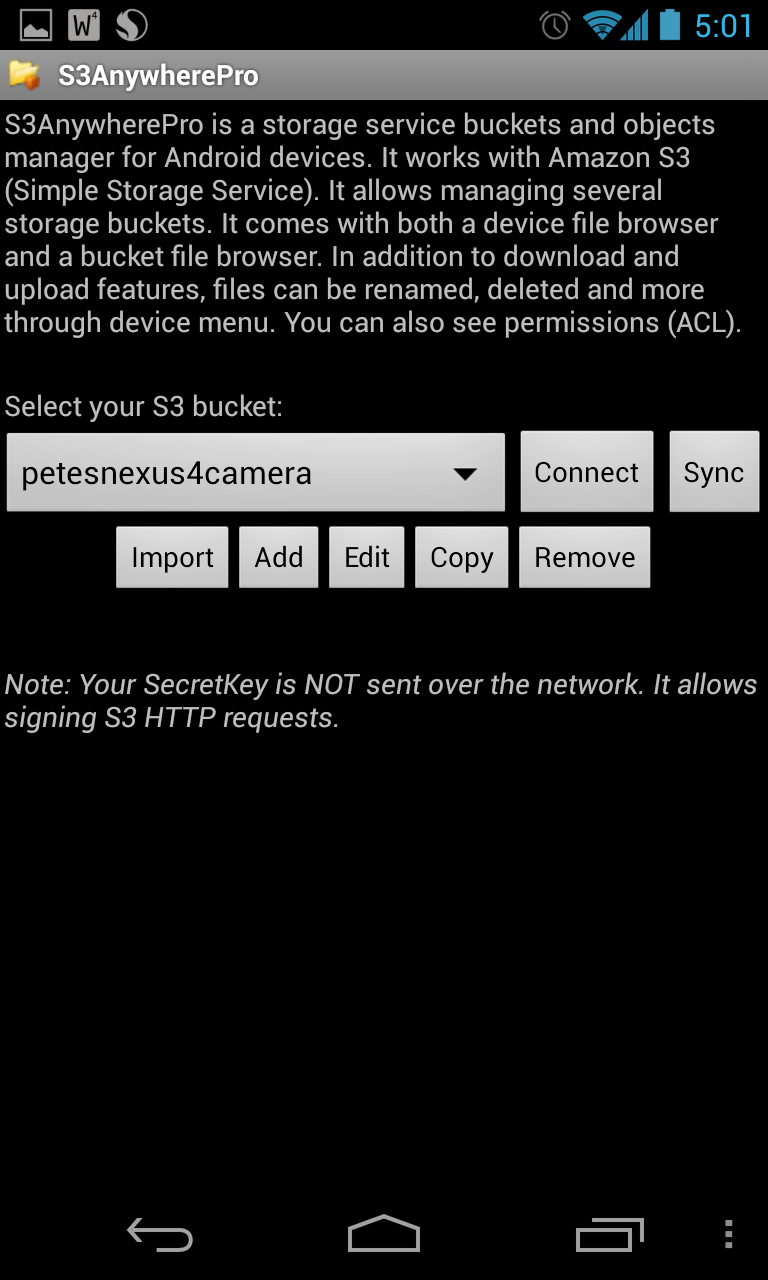 W4
5:01
S3AnywherePro
S3AnywherePro is a storage service buckets and objects
manager for Android devices. It works with Amazon S3
(Simple Storage Service). It allows managing several
storage buckets. It comes with both a device file browser
and a bucket file browser. In addition to download and
upload features, files can be renamed, deleted and more
through device menu. You can also see permissions (ACL).
Select your S3 bucket:
petesnexus4camera Connect Sync
Import Add Edit Copy Remove
Note: Your SecretKey is NOT sent over the network. It allows
signing S3 HTTP requests.